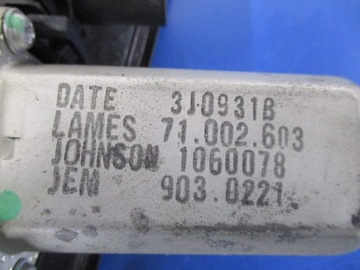 DATE 3J0931B
LAMES 71.002.603
JOHNSON 1060078
JEM 903.0221